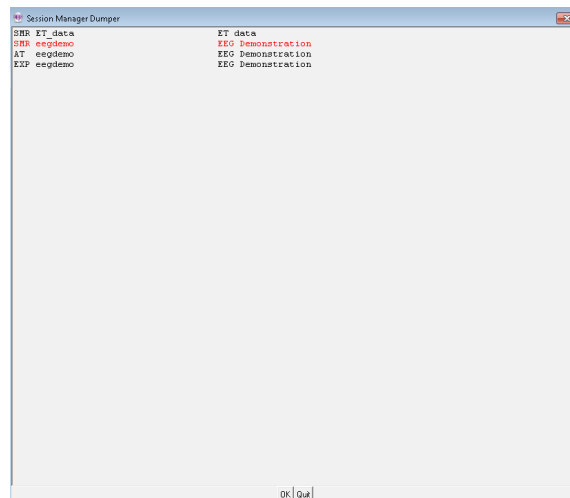 Session Manager Dumper
SMR ET_data ET data
SMR eegdemo EEG Demonstration
AT eegdemo EEG Demonstration
EXP eegdemo EEG Demonstration
OK Quit